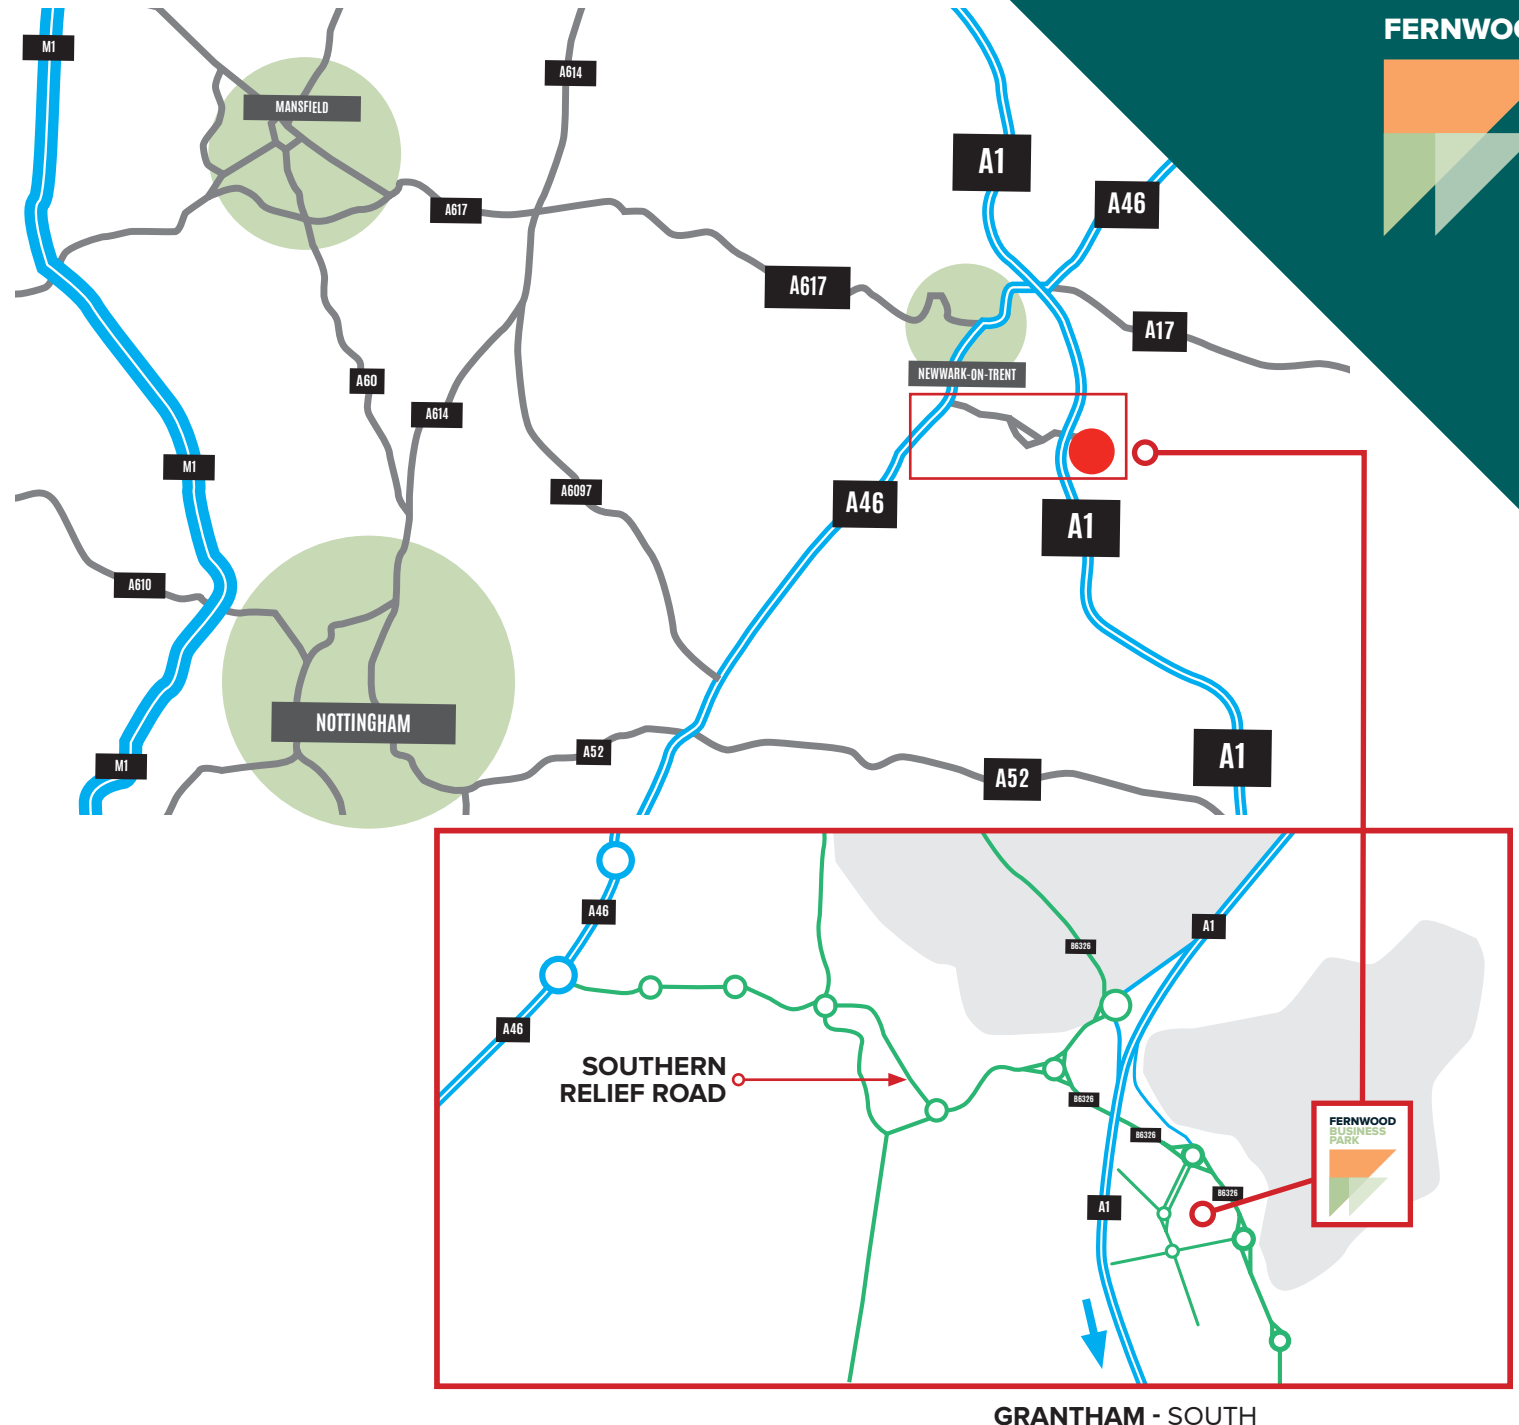 FERNWOO
M1
A614
MANSFIELD
A1
A46
A617
A617
A17
NEWWARK-ON-TRENT
A60
A614
M1
A6097
A46
A1
A610
NOTTINGHAM
A52
A1
M1
A52
A46
A1
B6326
A46
SOUTHERN
RELIEF ROAD
B6326
FERNWOOD
BUSINESS
PARK
B6326
B6326
A1
GRANTHAM - SOUTH